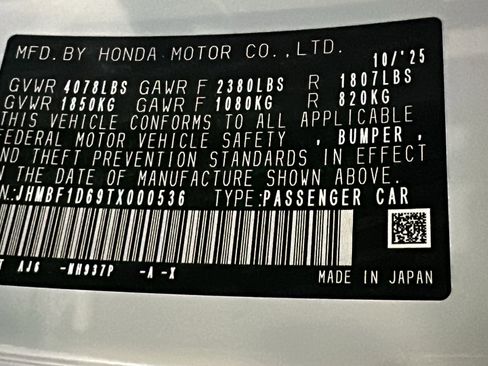 MFD.BY HONDA MOTOR CO.,LTD. 10/'25
GVWR 4078LBS GAWR F 2380LBS R 1807LBS
GVWR 1850KG GAWR F 1080KG R 820KG
THIS VEHICLE CONFORMS TO ALL APPLICABLE
FEDERAL MOTOR VEHICLE SAFETY , BUMPER ,
ND THEFT PREVENTION STANDARDS IN EFFECT
N THE DATE OF MANUFACTURE SHOWN ABOVE.
N.:JHMBF1D69TX000536 TYPE:PASSENGER CAR
T AJ6 -NH937P -A -X
MADE IN JAPAN